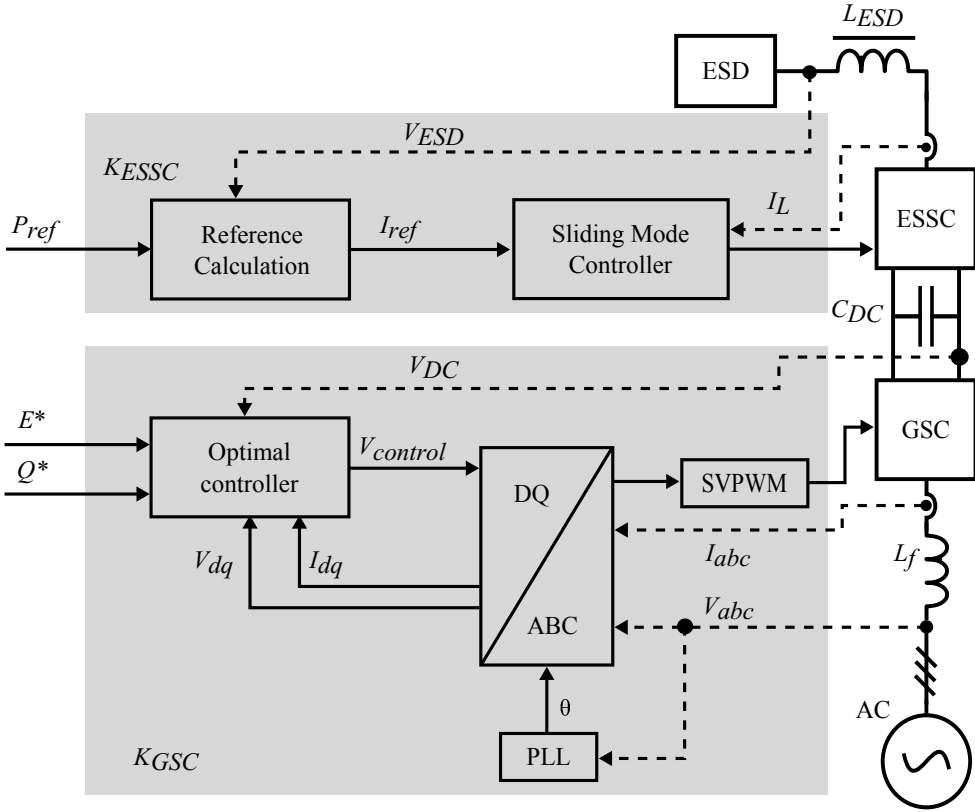 L_ESD
ESD
V_ESD
K_ESSC
P_ref
Reference
Calculation
I_ref
Sliding Mode
Controller
I_L
ESSC
C_DC
V_DC
E*
Q*
Optimal
controller
V_control
DQ
ABC
SVPWM
GSC
V_dq
I_dq
I_abc
L_f
V_abc
θ
PLL
AC
K_GSC